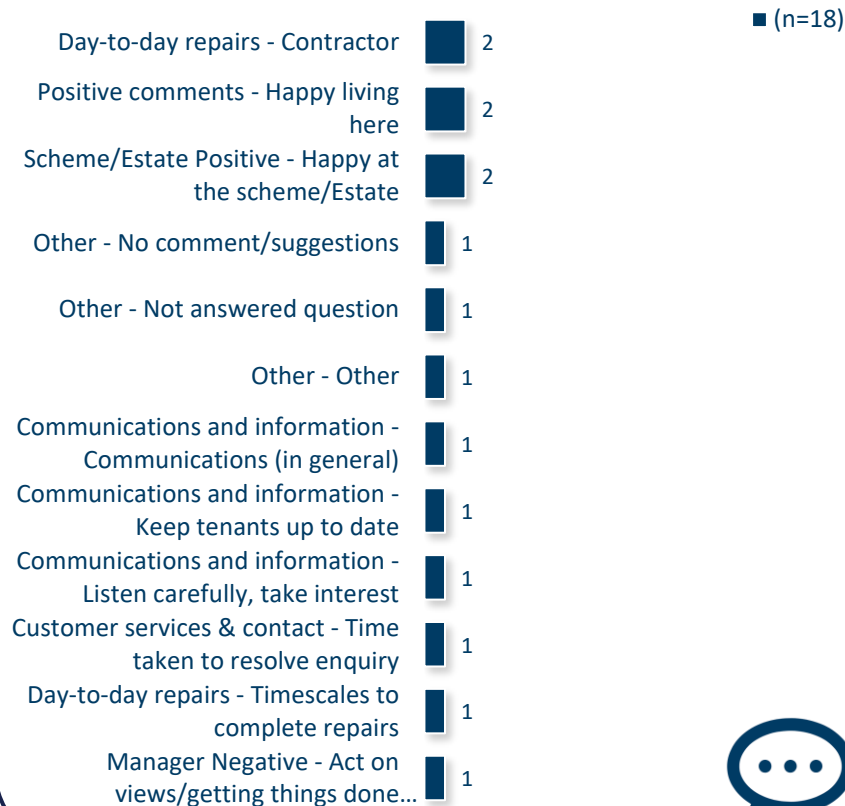 (n=18)
Day-to-day repairs - Contractor 2
Positive comments - Happy living
here 2
Scheme/Estate Positive - Happy at
the scheme/Estate 2
Other - No comment/suggestions 1
Other - Not answered question 1
Other - Other 1
Communications and information -
Communications (in general) 1
Communications and information -
Keep tenants up to date 1
Communications and information -
Listen carefully, take interest 1
Customer services & contact - Time
taken to resolve enquiry 1
Day-to-day repairs - Timescales to
complete repairs 1
Manager Negative - Act on
views/getting things done... 1